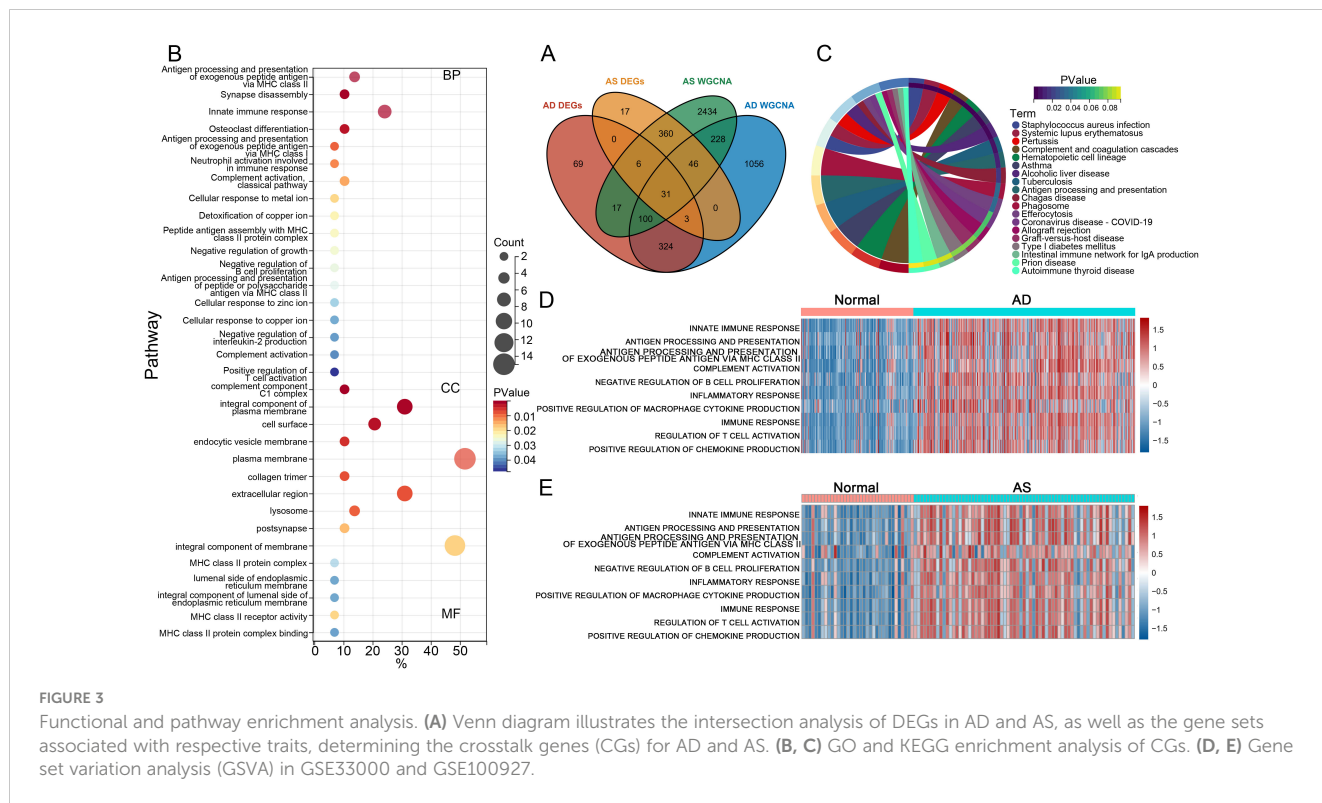 B
Antigen processing and presentation
of exogenous peptide antigen
via MHC class II
Synapse disassembly
Innate immune response
Osteoclast differentiation
Antigen processing and presentation
of exogenous peptide antigen
via MHC class I
Neutrophil activation involved
in immune response
Complement activation,
classical pathway
Cellular response to metal ion
Detoxification of copper ion
Peptide antigen assembly with MHC
class II protein complex
Negative regulation of growth
Negative regulation of
B cell proliferation
Antigen processing and presentation
of peptide or polysaccharide
antigen via MHC class II
Cellular response to zinc ion
Cellular response to copper ion
Negative regulation of
interleukin-2 production
Complement activation
Positive regulation of
T cell activation
complement component
C1 complex
integral component of
plasma membrane
cell surface
endocytic vesicle membrane
plasma membrane
collagen trimer
extracellular region
lysosome
postsynapse
integral component of membrane
MHC class II protein complex
lumenal side of endoplasmic
reticulum membrane
integral component of lumenal side of
endoplasmic reticulum membrane
MHC class II receptor activity
MHC class II protein complex binding
Pathway
BP
CC
MF
0 10 20 30 40 50
%
Count
2
4
6
8
10
12
14
PValue
0.01
0.02
0.03
0.04
A
AD DEGs
AS DEGs
AS WGCNA
AD WGCNA
17 2434
360 228
69 0 6 46 1056
31
17 100 3 0
324
C
PValue
0.02 0.04 0.06 0.08
Term
Staphylococcus aureus infection
Systemic lupus erythematosus
Pertussis
Complement and coagulation cascades
Hematopoietic cell lineage
Asthma
Alcoholic liver disease
Tuberculosis
Antigen processing and presentation
Chagas disease
Phagosome
Efferocytosis
Coronavirus disease - COVID-19
Allograft rejection
Graft-versus-host disease
Type I diabetes mellitus
Intestinal immune network for IgA production
Prion disease
Autoimmune thyroid disease
D
Normal AD
INNATE IMMUNE RESPONSE
ANTIGEN PROCESSING AND PRESENTATION
ANTIGEN PROCESSING AND PRESENTATION
OF EXOGENOUS PEPTIDE ANTIGEN VIA MHC CLASS II
COMPLEMENT ACTIVATION
NEGATIVE REGULATION OF B CELL PROLIFERATION
INFLAMMATORY RESPONSE
POSITIVE REGULATION OF MACROPHAGE CYTOKINE PRODUCTION
IMMUNE RESPONSE
REGULATION OF T CELL ACTIVATION
POSITIVE REGULATION OF CHEMOKINE PRODUCTION
1.5
1
0.5
0
−0.5
−1
−1.5
E
Normal AS
INNATE IMMUNE RESPONSE
ANTIGEN PROCESSING AND PRESENTATION
ANTIGEN PROCESSING AND PRESENTATION
OF EXOGENOUS PEPTIDE ANTIGEN VIA MHC CLASS II
COMPLEMENT ACTIVATION
NEGATIVE REGULATION OF B CELL PROLIFERATION
INFLAMMATORY RESPONSE
POSITIVE REGULATION OF MACROPHAGE CYTOKINE PRODUCTION
IMMUNE RESPONSE
REGULATION OF T CELL ACTIVATION
POSITIVE REGULATION OF CHEMOKINE PRODUCTION
1.5
1
0.5
0
−0.5
−1
−1.5
FIGURE 3
Functional and pathway enrichment analysis. (A) Venn diagram illustrates the intersection analysis of DEGs in AD and AS, as well as the gene sets
associated with respective traits, determining the crosstalk genes (CGs) for AD and AS. (B, C) GO and KEGG enrichment analysis of CGs. (D, E) Gene
set variation analysis (GSVA) in GSE33000 and GSE100927.